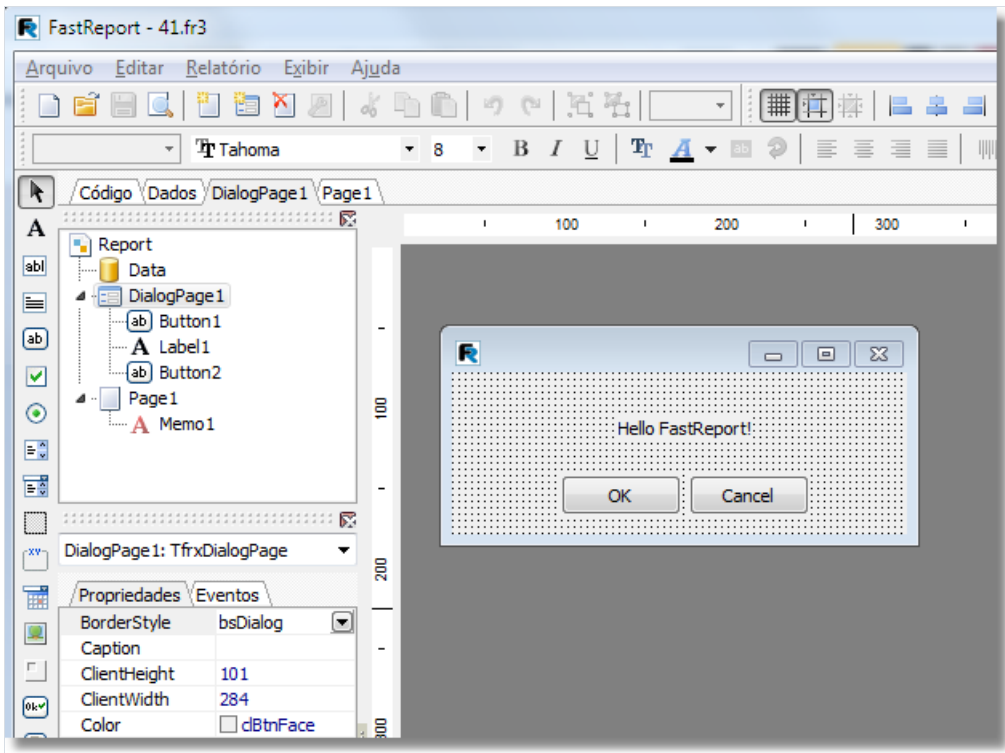 FastReport - 41.fr3
Arquivo Editar Relatório Exibir Ajuda
Tahoma 8 B I U
Código Dados DialogPage1 Page1
100 200 300
Report
Data
DialogPage1
Button1
Label1
Button2
Page1
Memo1
100
200
Hello FastReport!
OK Cancel
DialogPage1: TfrxDialogPage
Propriedades Eventos
BorderStyle bsDialog
Caption
ClientHeight 101
ClientWidth 284
Color clBtnFace